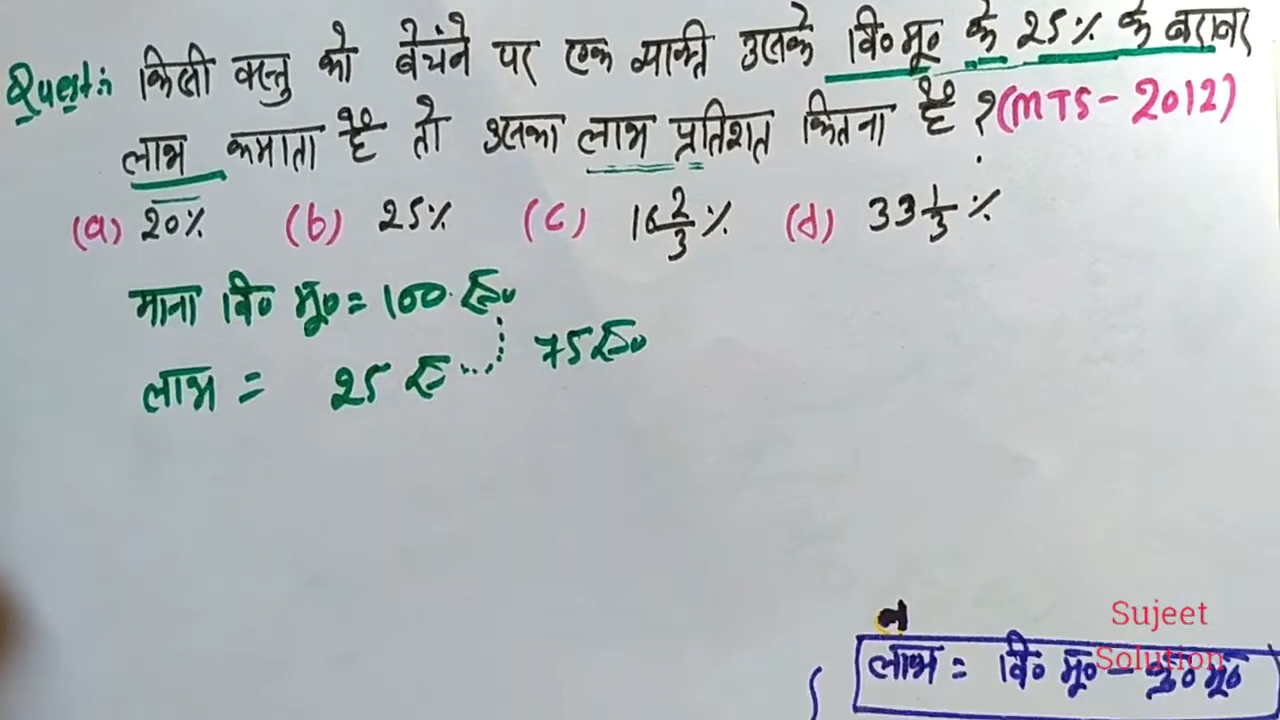 Quest:- किसी वस्तु को बेचंने पर एक व्यक्ति उसके वि० मू० के 25% के बराबर
लाभ कमाता है तो उसका लाभ प्रतिशत कितना है ? (MTS - 2012)
(a) 20% (b) 25% (c) 16 2/3 % (d) 33 1/3 %
माना वि० मू० = 100 रू०
लाभ = 25 रू 75 रू०
लाभ = वि० मू० - क्र० मू०
Sujeet
Solution